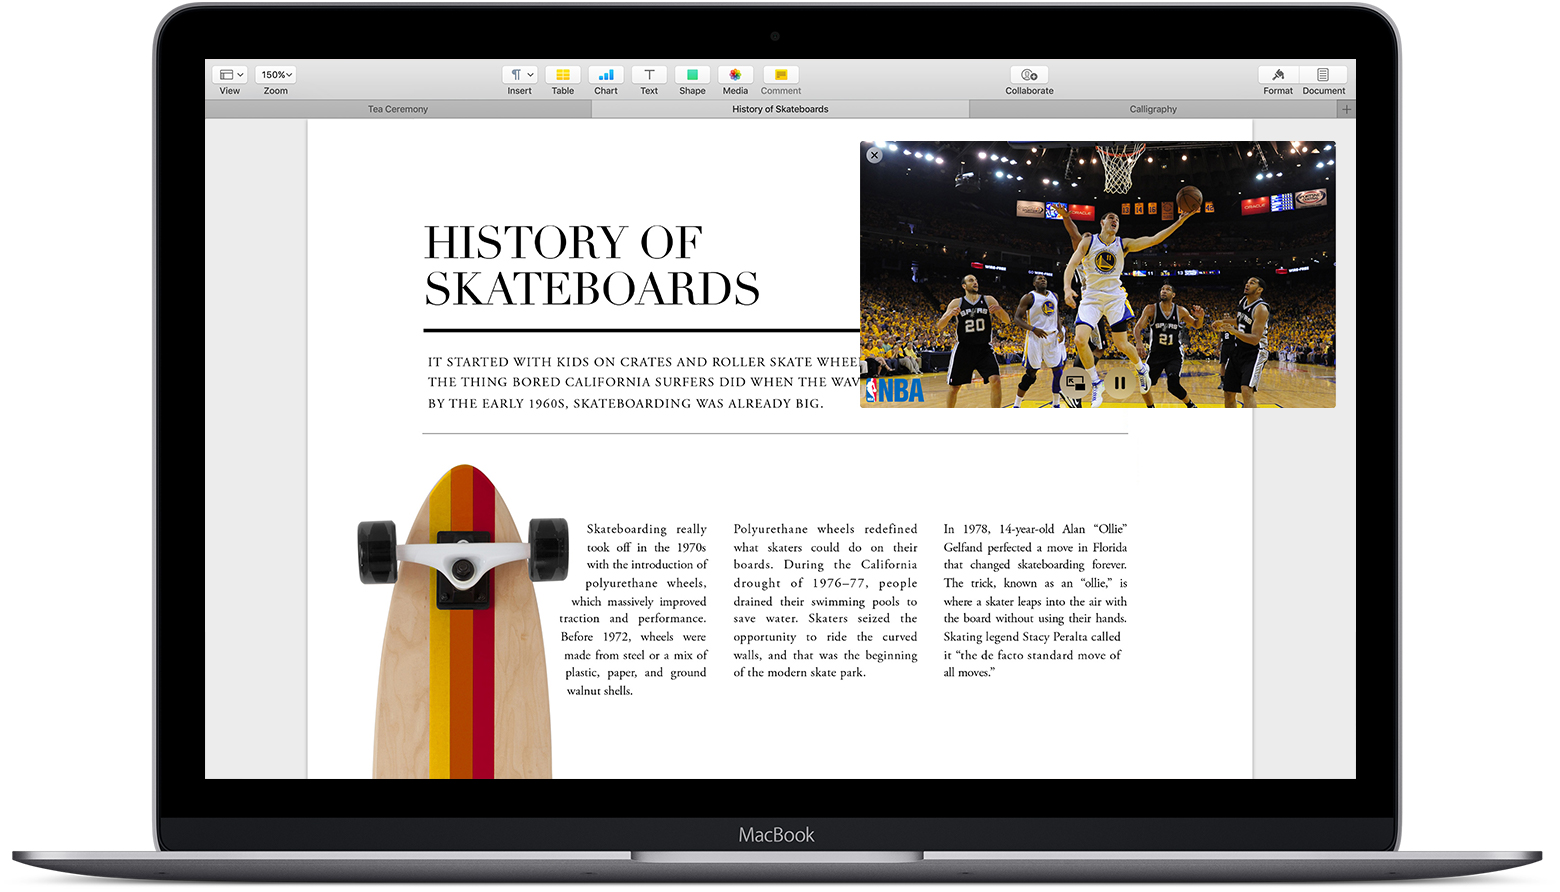 150%
View
Zoom
Insert
Table
Chart
T
Text
Shape
Media
Comment
Collaborate
Format
Document
Tea Ceremony
History of Skateboards
Calligraphy
HISTORY OF
SKATEBOARDS
IT STARTED WITH KIDS ON CRATES AND ROLLER SKATE
THE THING BORED CALIFORNIA SURFERS DID WHEN THE
BY THE EARLY 1960S, SKATEBOARDING WAS ALREADY BIG.
ORACLE
ORACLE
11
SPURS
20
SPURS
21
NBA
Skateboarding really
took off in the 1970s
with the introduction of
polyurethane wheels,
which massively improved
traction and performance.
Before 1972, wheels were
made from steel or a mix of
plastic, paper, and ground
walnut shells.
Polyurethane wheels redefined
what skaters could do on their
boards. During the California
drought of 1976–77, people
drained their swimming pools to
save water. Skaters seized the
opportunity to ride the curved
walls, and that was the beginning
of the modern skate park.
In 1978, 14-year-old Alan “Ollie”
Gelfand perfected a move in Florida
that changed skateboarding forever.
The trick, known as an “ollie,” is
where a skater leaps into the air with
the board without using their hands.
Skating legend Stacy Peralta called
it “the de facto standard move of
all moves.”
MacBook